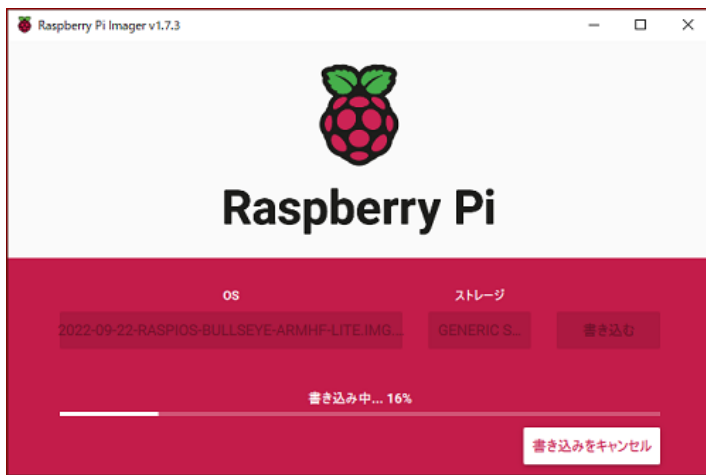 Raspberry Pi Imager v1.7.3
Raspberry Pi
OS
ストレージ
2022-09-22-RASPIOS-BULLSEYE-ARMHF-LITE.IMG...
GENERIC S...
書き込む
書き込み中... 16%
書き込みをキャンセル